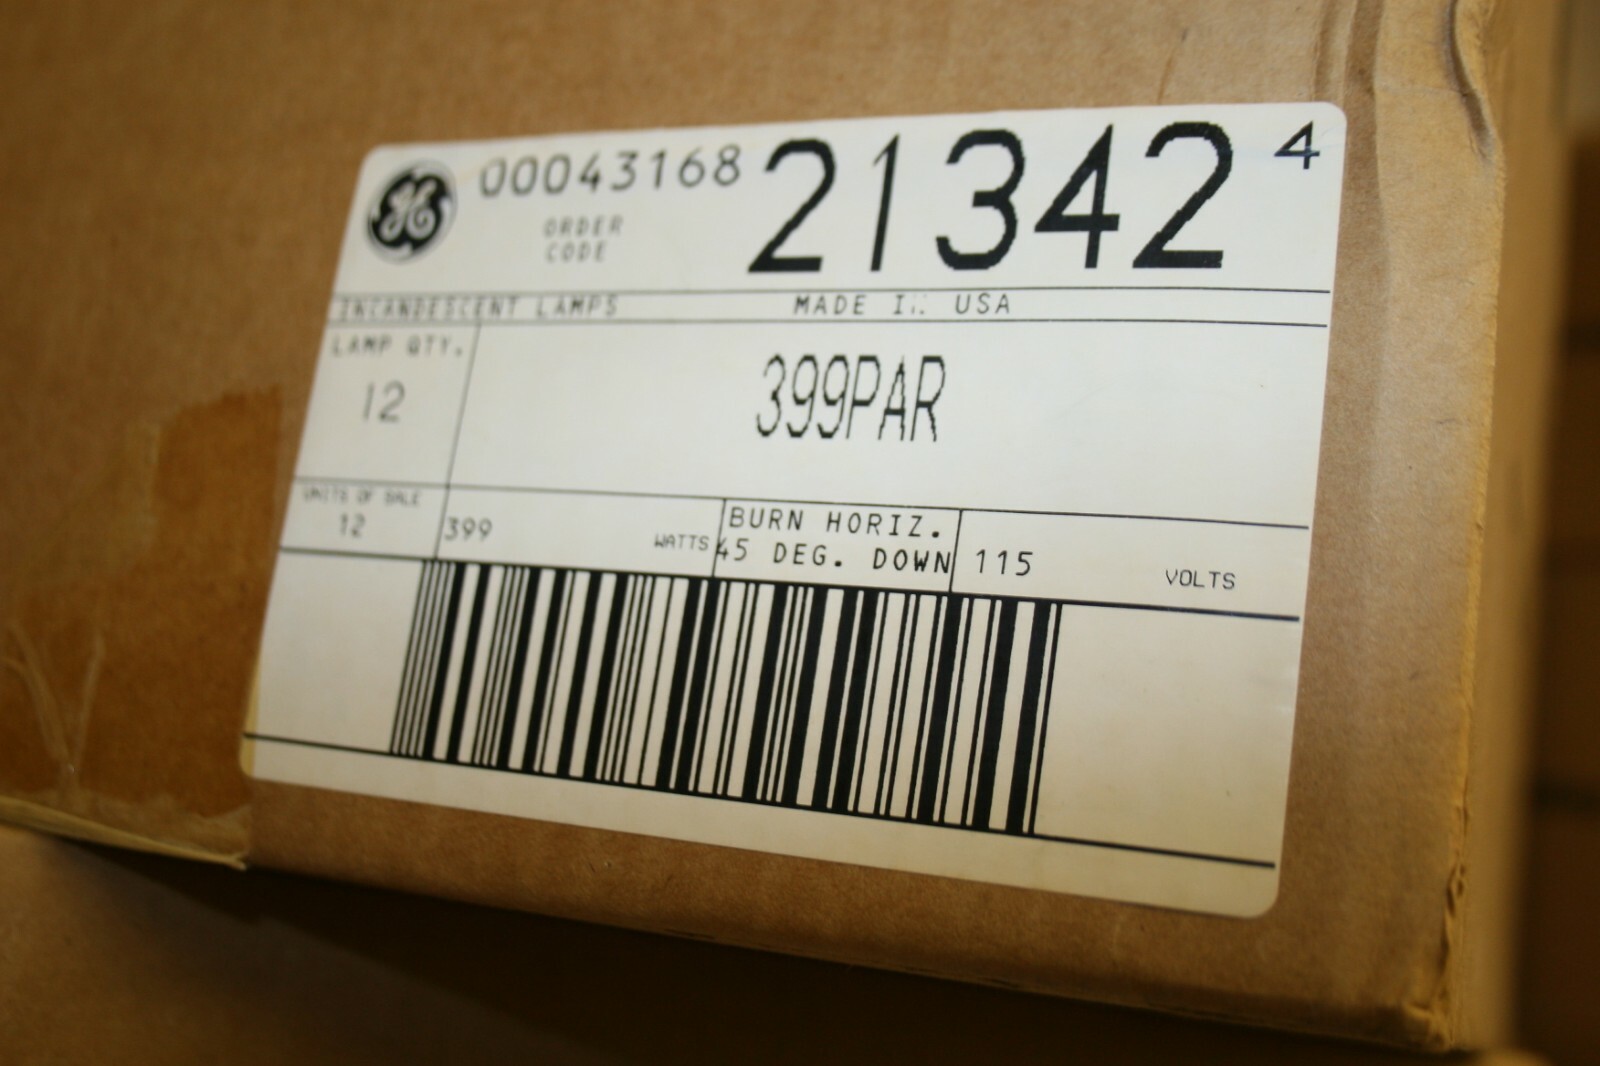 GE
00043168 21342 4
ORDER
CODE
INCANDESCENT LAMPS MADE IN USA
LAMP QTY.
12
399PAR
UNITS OF SALE
12
399 WATTS
BURN HORIZ.
45 DEG. DOWN
115 VOLTS